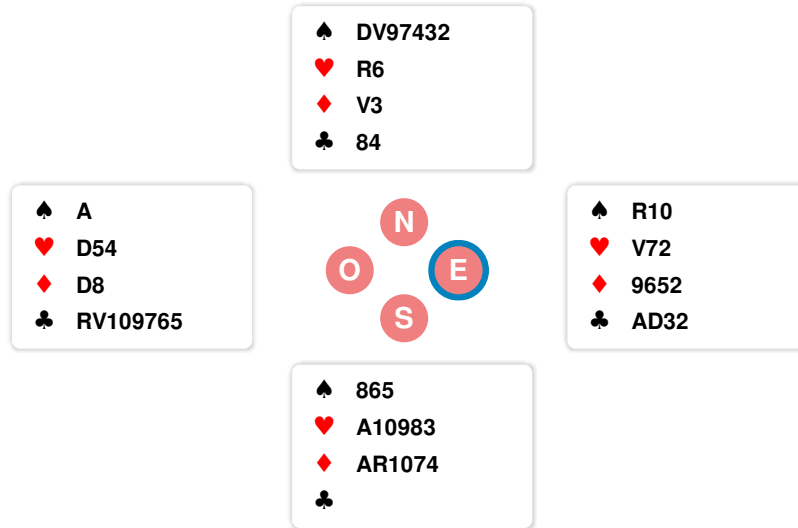 ♠ DV97432
♥ R6
♦ V3
♣ 84
♠ A
♥ D54
♦ D8
♣ RV109765
N
O
E
S
♠ R10
♥ V72
♦ 9652
♣ AD32
♠ 865
♥ A10983
♦ AR1074
♣